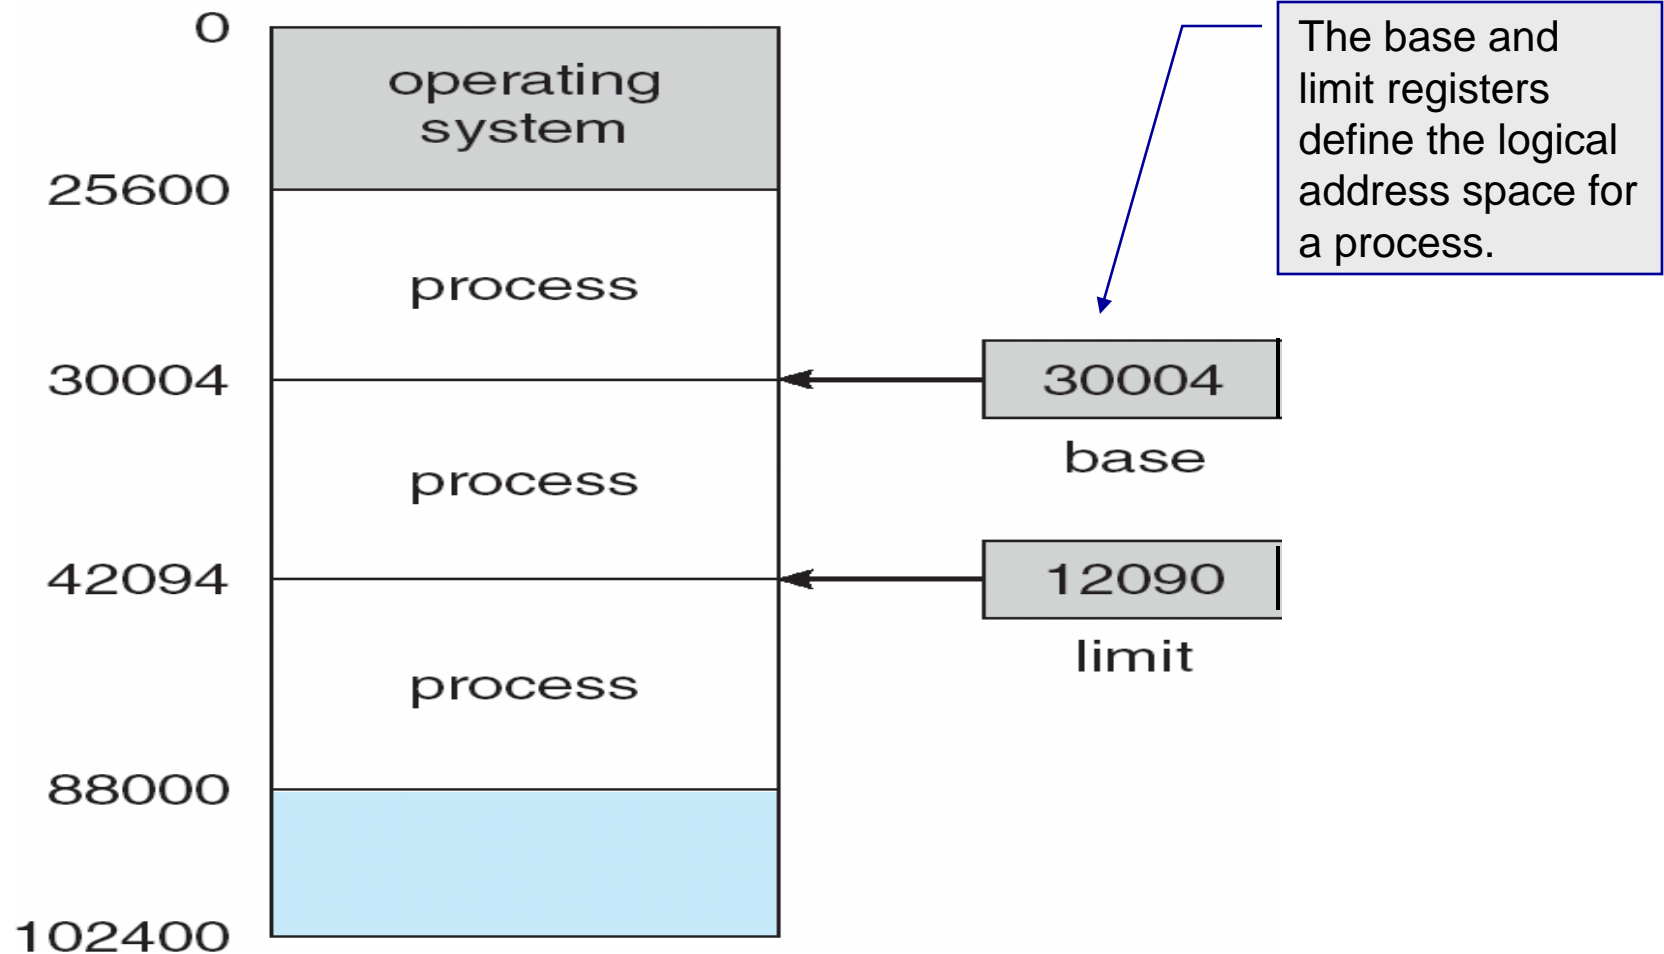 0
operating
system
25600
process
30004
process
42094
process
88000
102400
30004
base
12090
limit
The base and
limit registers
define the logical
address space for
a process.